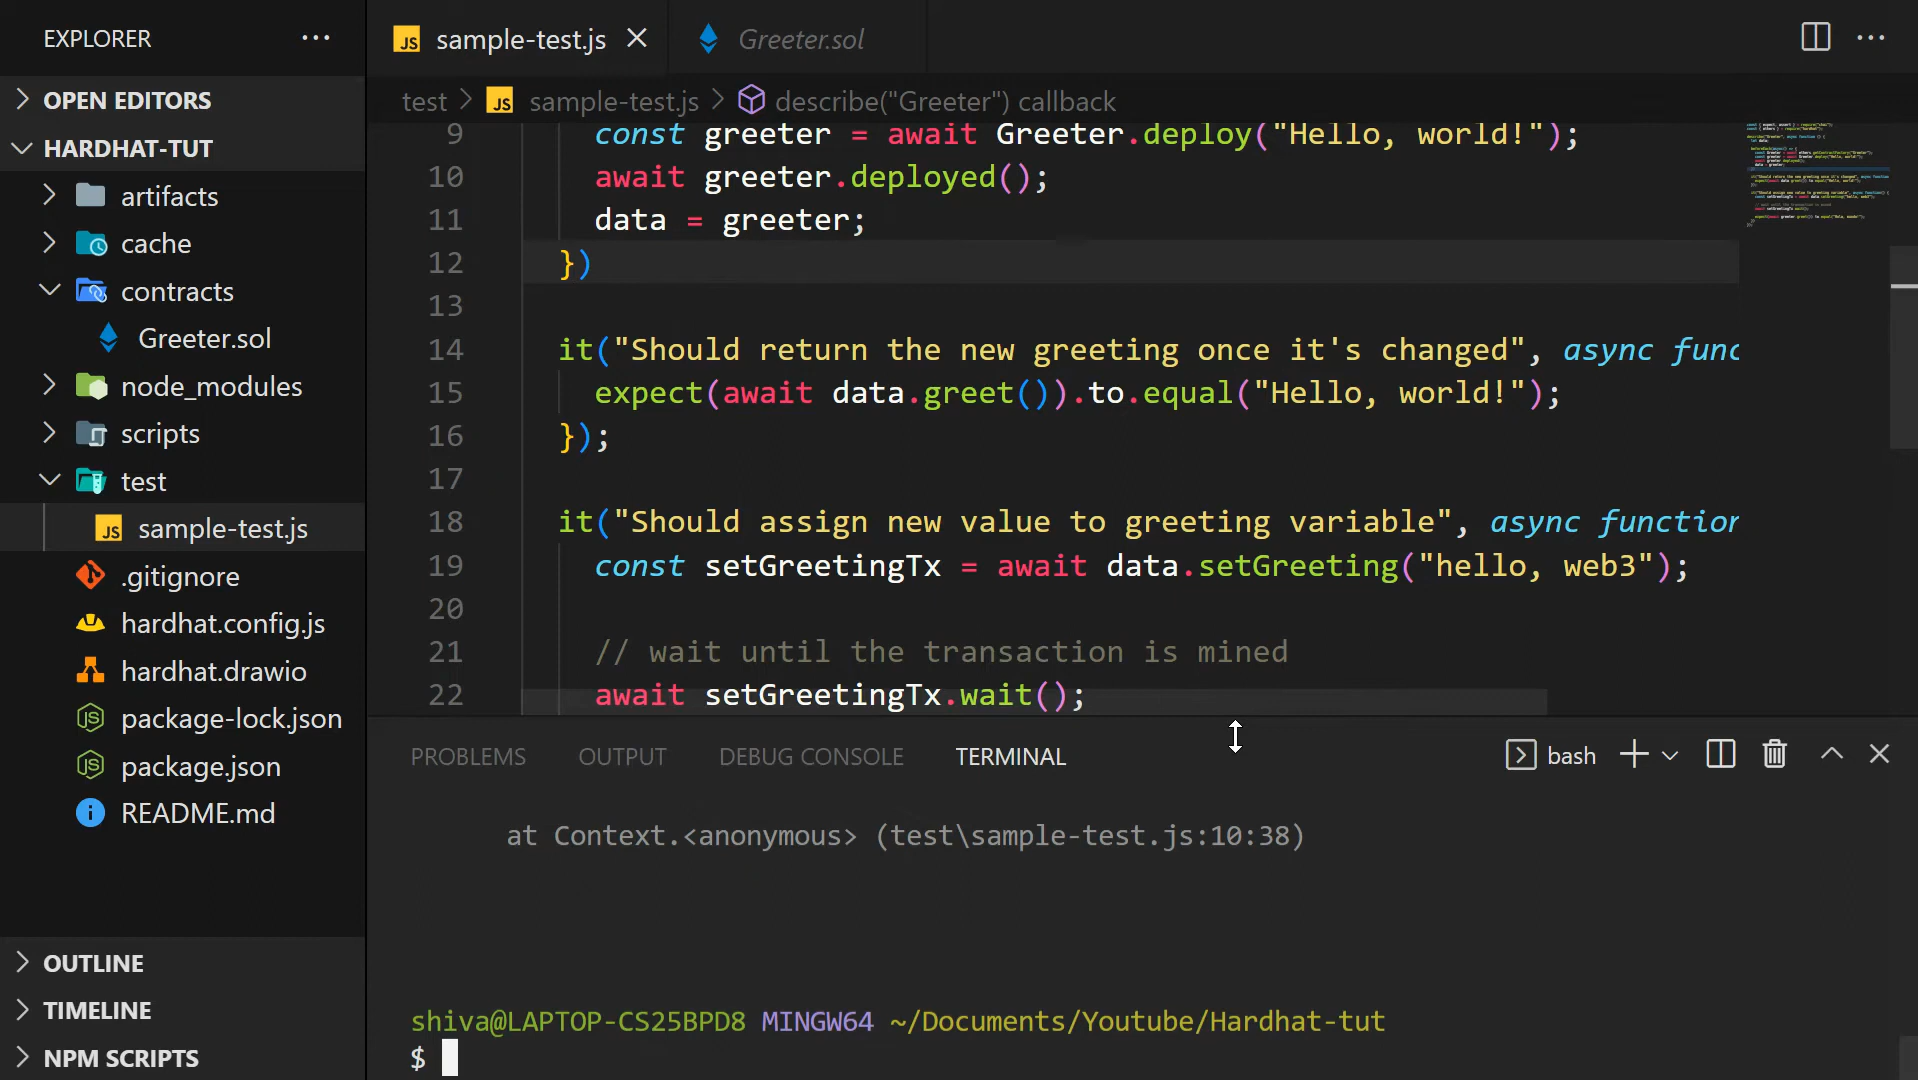 EXPLORER
sample-test.js
Greeter.sol
OPEN EDITORS
test > sample-test.js > describe("Greeter") callback
HARDHAT-TUT
artifacts
cache
contracts
Greeter.sol
node_modules
scripts
test
sample-test.js
.gitignore
hardhat.config.js
hardhat.drawio
package-lock.json
package.json
README.md
OUTLINE
TIMELINE
NPM SCRIPTS
9 const greeter = await Greeter.deploy("Hello, world!");
10 await greeter.deployed();
11 data = greeter;
12 })
13
14 it("Should return the new greeting once it's changed", async func
15 expect(await data.greet()).to.equal("Hello, world!");
16 });
17
18 it("Should assign new value to greeting variable", async function
19 const setGreetingTx = await data.setGreeting("hello, web3");
20
21 // wait until the transaction is mined
22 await setGreetingTx.wait();
PROBLEMS OUTPUT DEBUG CONSOLE TERMINAL
bash
at Context.<anonymous> (test\sample-test.js:10:38)
shiva@LAPTOP-CS25BPD8 MINGW64 ~/Documents/Youtube/Hardhat-tut
$